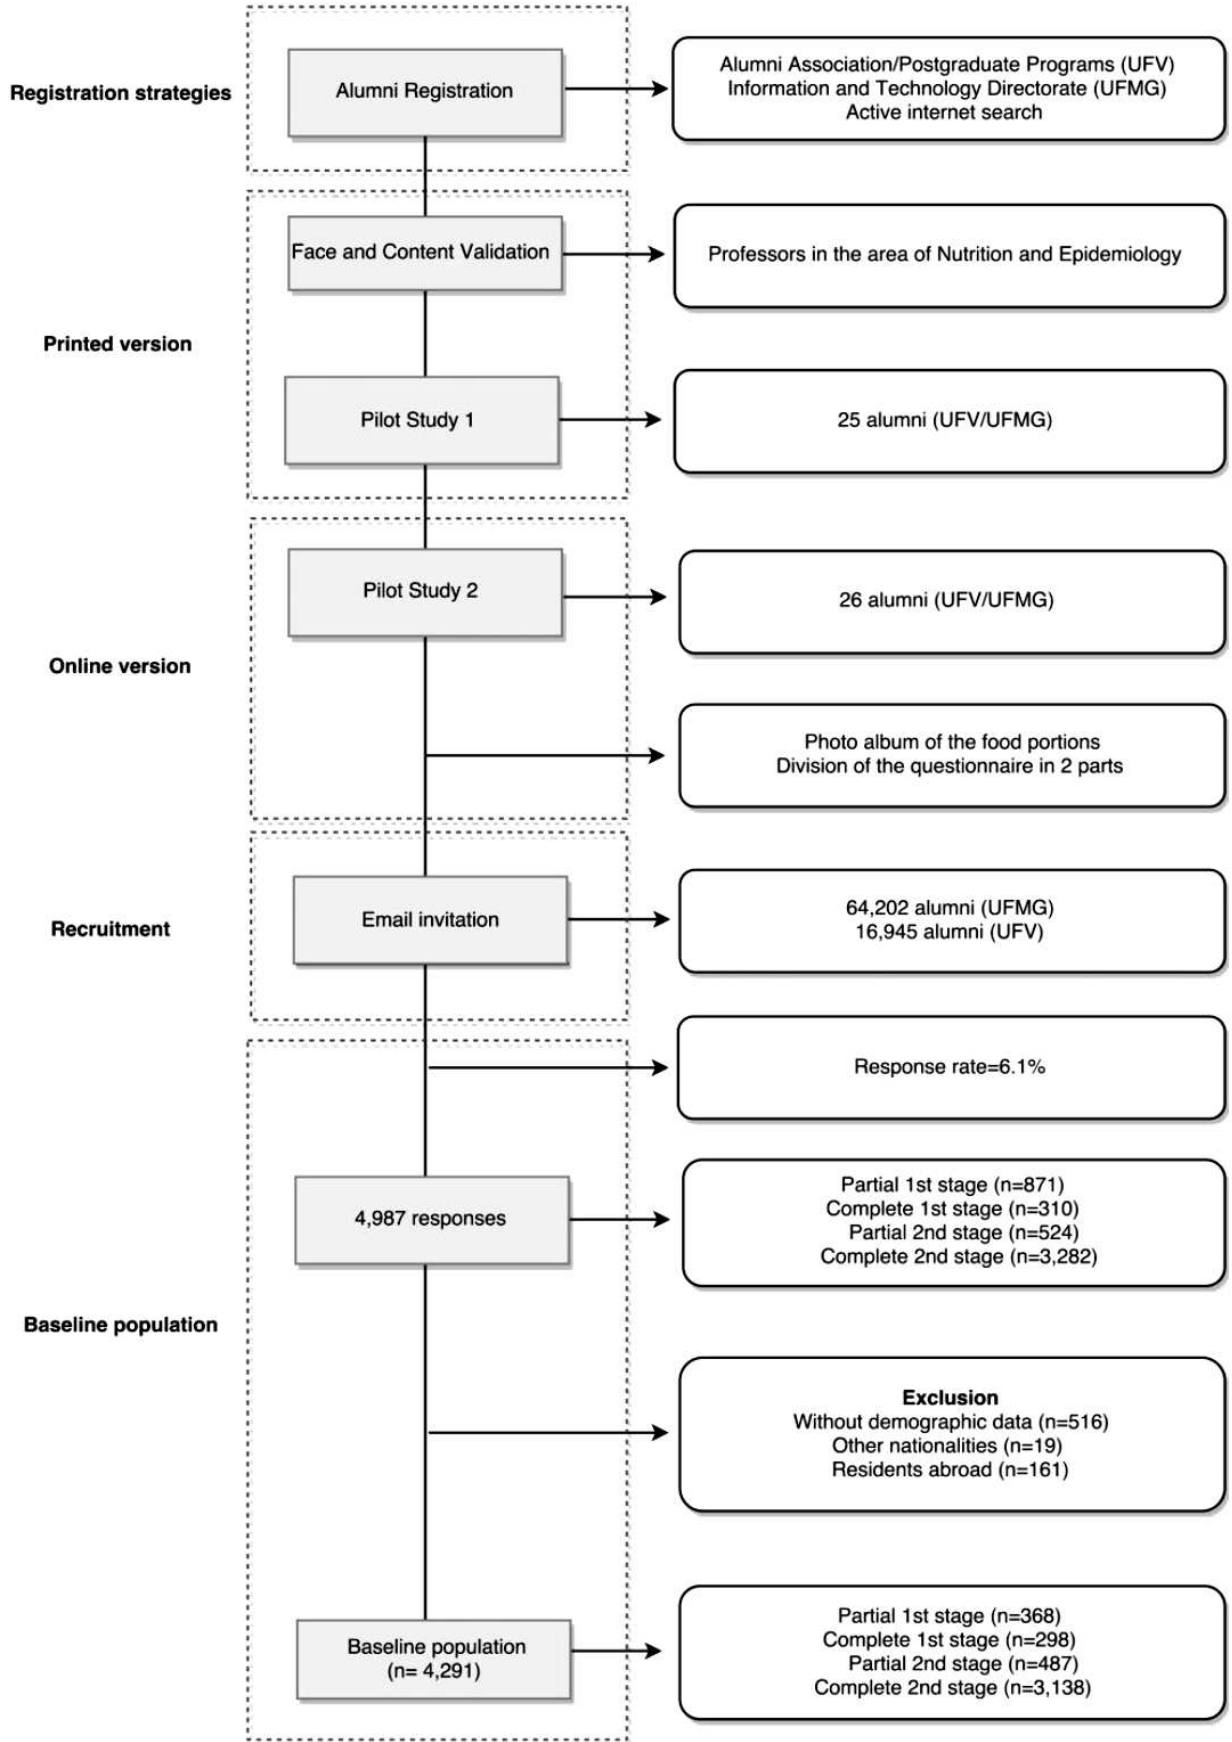 Registration strategies
Alumni Registration
Alumni Association/Postgraduate Programs (UFV)
Information and Technology Directorate (UFMG)
Active internet search
Printed version
Face and Content Validation
Professors in the area of Nutrition and Epidemiology
Pilot Study 1
25 alumni (UFV/UFMG)
Online version
Pilot Study 2
26 alumni (UFV/UFMG)
Photo album of the food portions
Division of the questionnaire in 2 parts
Recruitment
Email invitation
64,202 alumni (UFMG)
16,945 alumni (UFV)
Response rate=6.1%
Baseline population
4,987 responses
Partial 1st stage (n=871)
Complete 1st stage (n=310)
Partial 2nd stage (n=524)
Complete 2nd stage (n=3,282)
Exclusion
Without demographic data (n=516)
Other nationalities (n=19)
Residents abroad (n=161)
Baseline population
(n= 4,291)
Partial 1st stage (n=368)
Complete 1st stage (n=298)
Partial 2nd stage (n=487)
Complete 2nd stage (n=3,138)